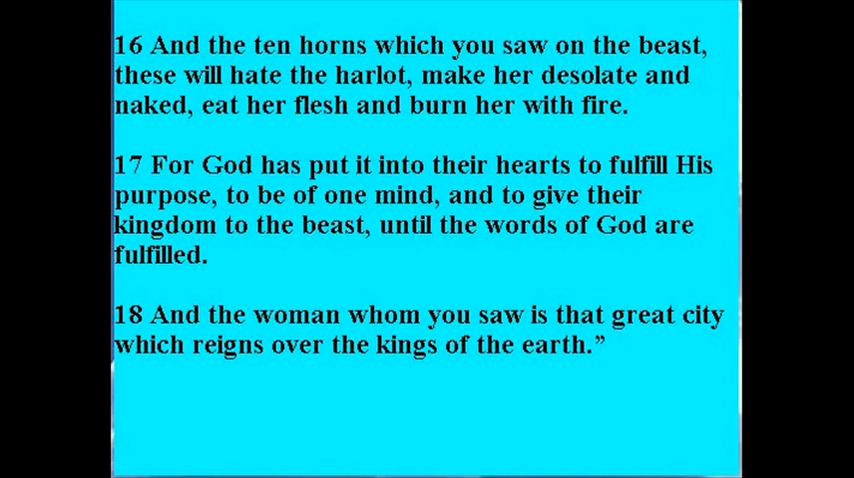 16 And the ten horns which you saw on the beast,
these will hate the harlot, make her desolate and
naked, eat her flesh and burn her with fire.
17 For God has put it into their hearts to fulfill His
purpose, to be of one mind, and to give their
kingdom to the beast, until the words of God are
fulfilled.
18 And the woman whom you saw is that great city
which reigns over the kings of the earth.”